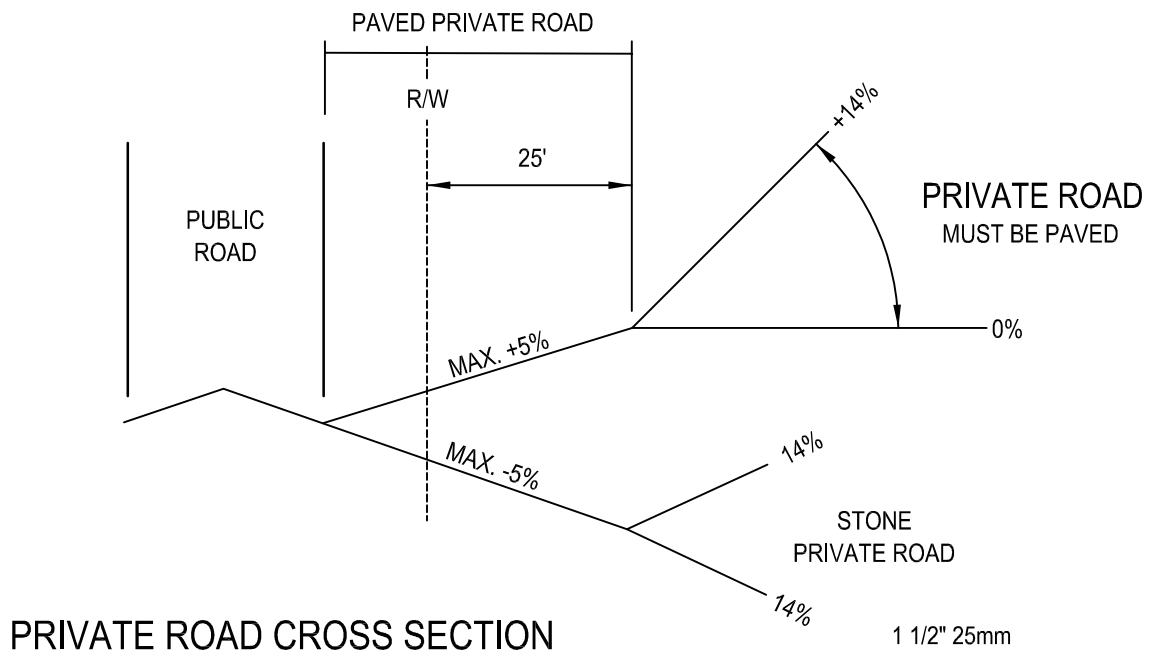 PAVED PRIVATE ROAD
R/W
25'
+14%
PUBLIC
ROAD
PRIVATE ROAD
MUST BE PAVED
0%
MAX. +5%
MAX. -5%
14%
STONE
PRIVATE ROAD
14%
PRIVATE ROAD CROSS SECTION
1 1/2" 25mm